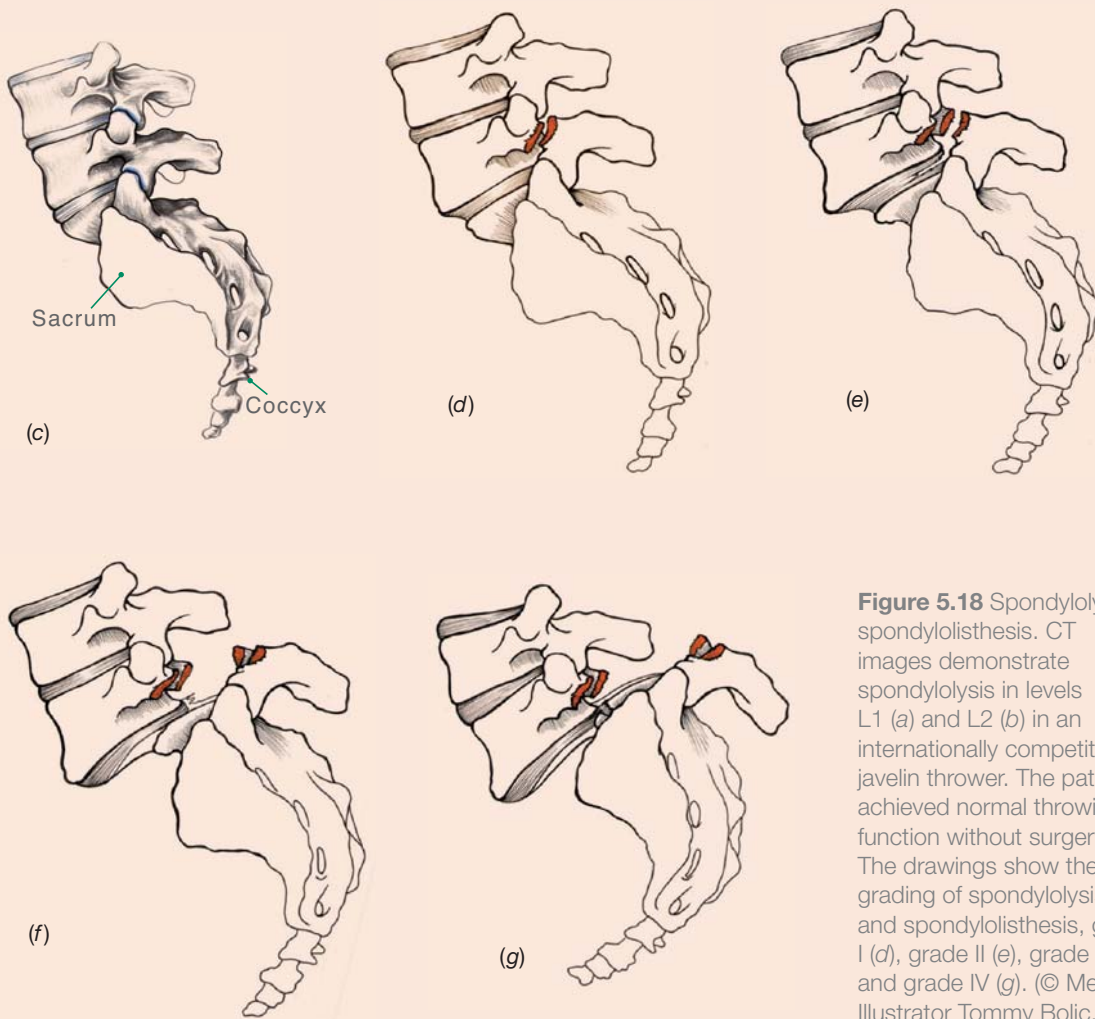 Sacrum
Coccyx
(c)
(d)
(e)
(f)
(g)
Figure 5.18 Spondyloly
spondylolisthesis. CT
images demonstrate
spondylolysis in levels
L1 (a) and L2 (b) in an
internationally competit
javelin thrower. The pat
achieved normal throwi
function without surger
The drawings show the
grading of spondylolysi
and spondylolisthesis, g
I (d), grade II (e), grade
and grade IV (g). (© Me
Illustrator Tommy Bolic,